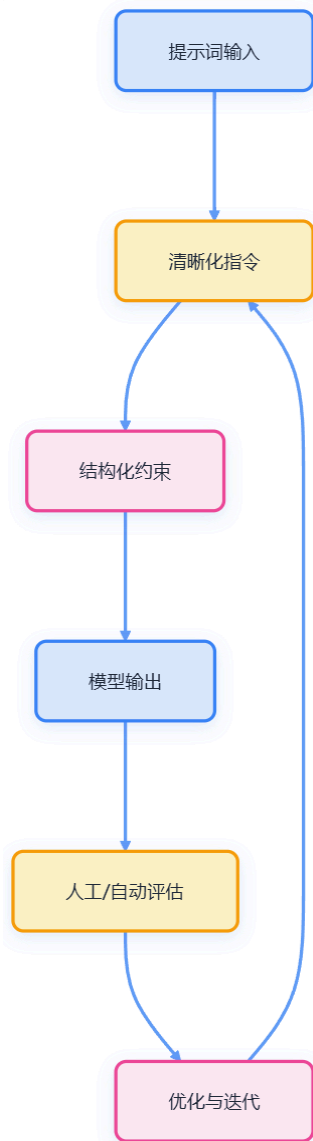 提示词输入
清晰化指令
结构化约束
模型输出
人工/自动评估
优化与迭代